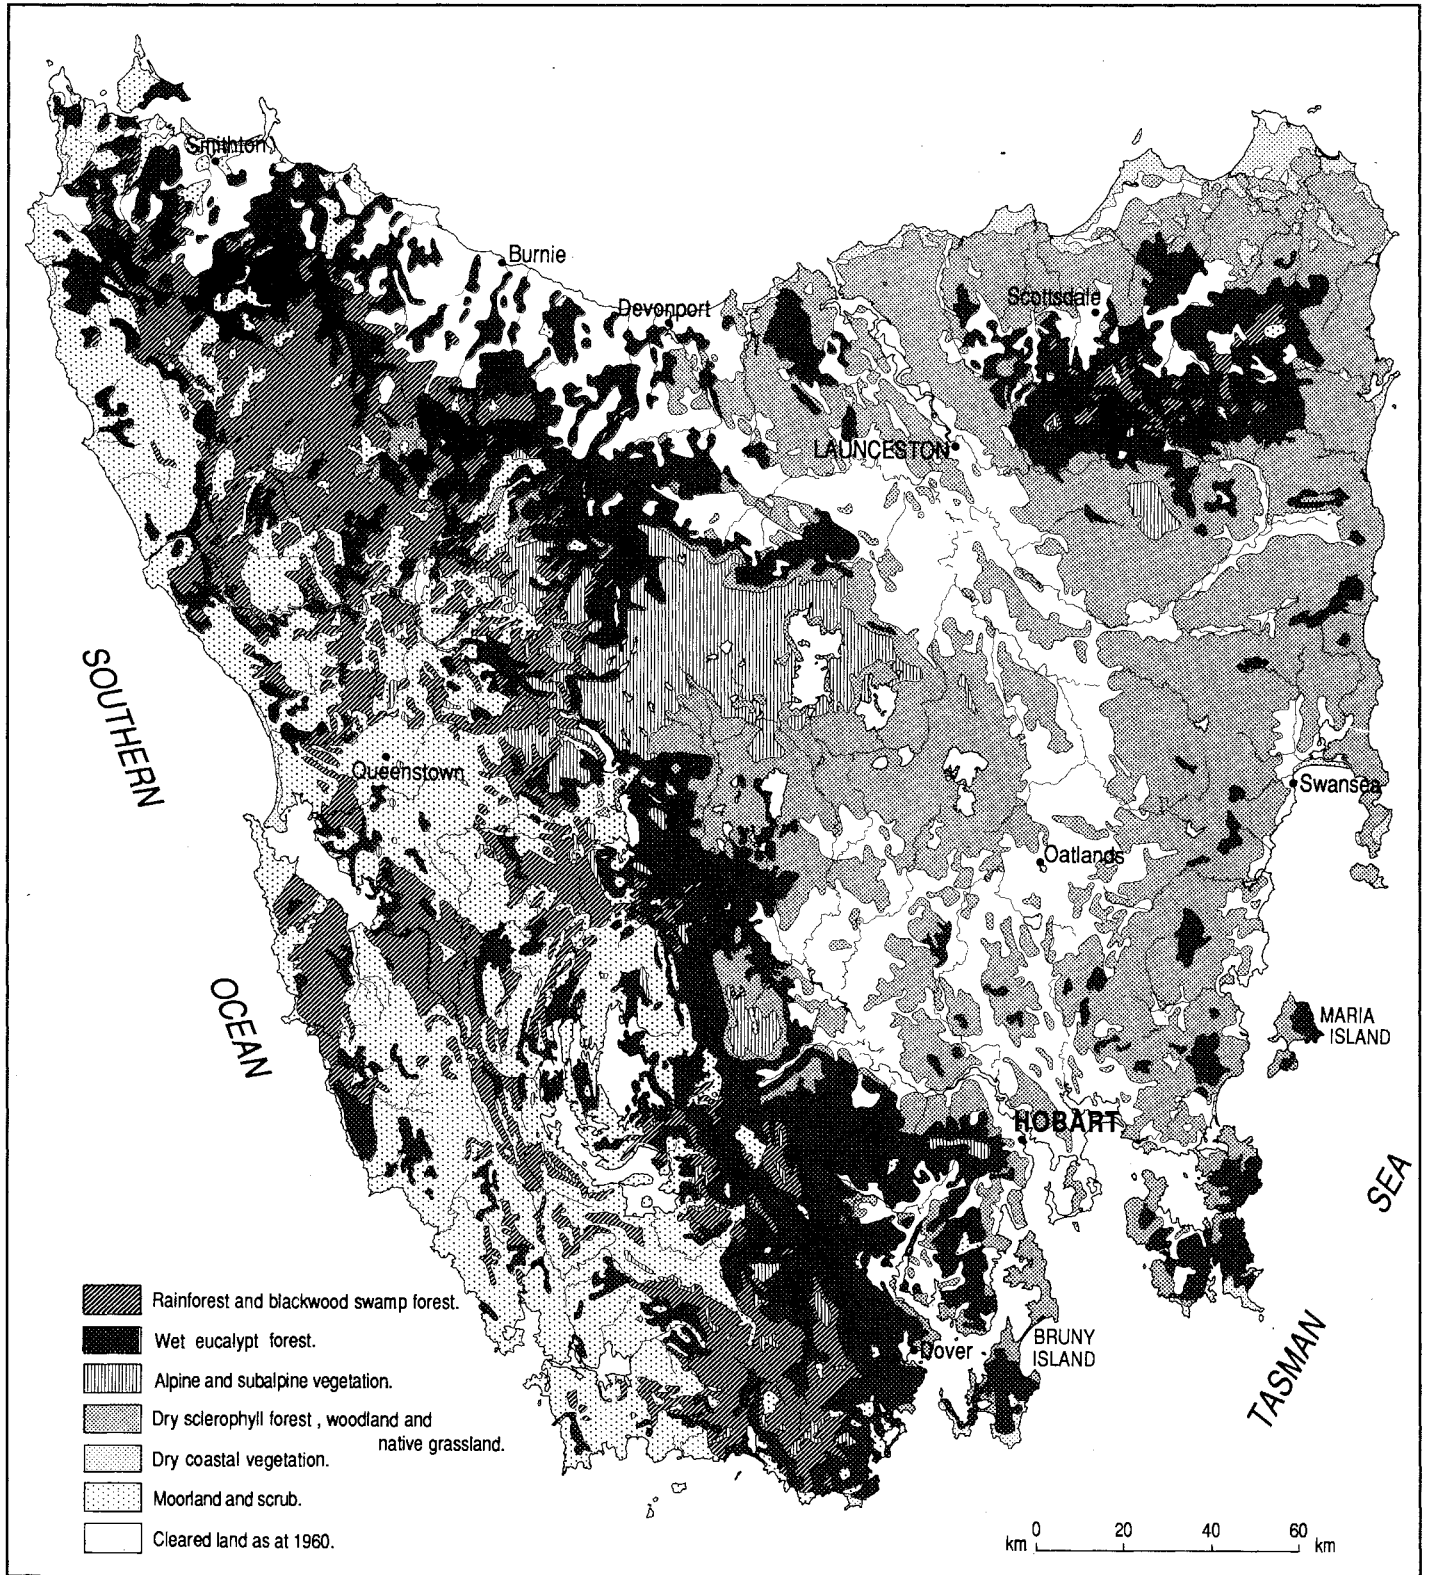 Smithton
Burnie
Devonport
Scottsdale
LAUNCESTON
SOUTHERN
Queenstown
Swansea
Oatlands
OCEAN
MARIA
ISLAND
HOBART
SEA
Rainforest and blackwood swamp forest.
Wet eucalypt forest.
Alpine and subalpine vegetation.
Dry sclerophyll forest , woodland and
native grassland.
Dry coastal vegetation.
Moorland and scrub.
Cleared land as at 1960.
Dover
BRUNY
ISLAND
TASMAN
0 20 40 60
km km